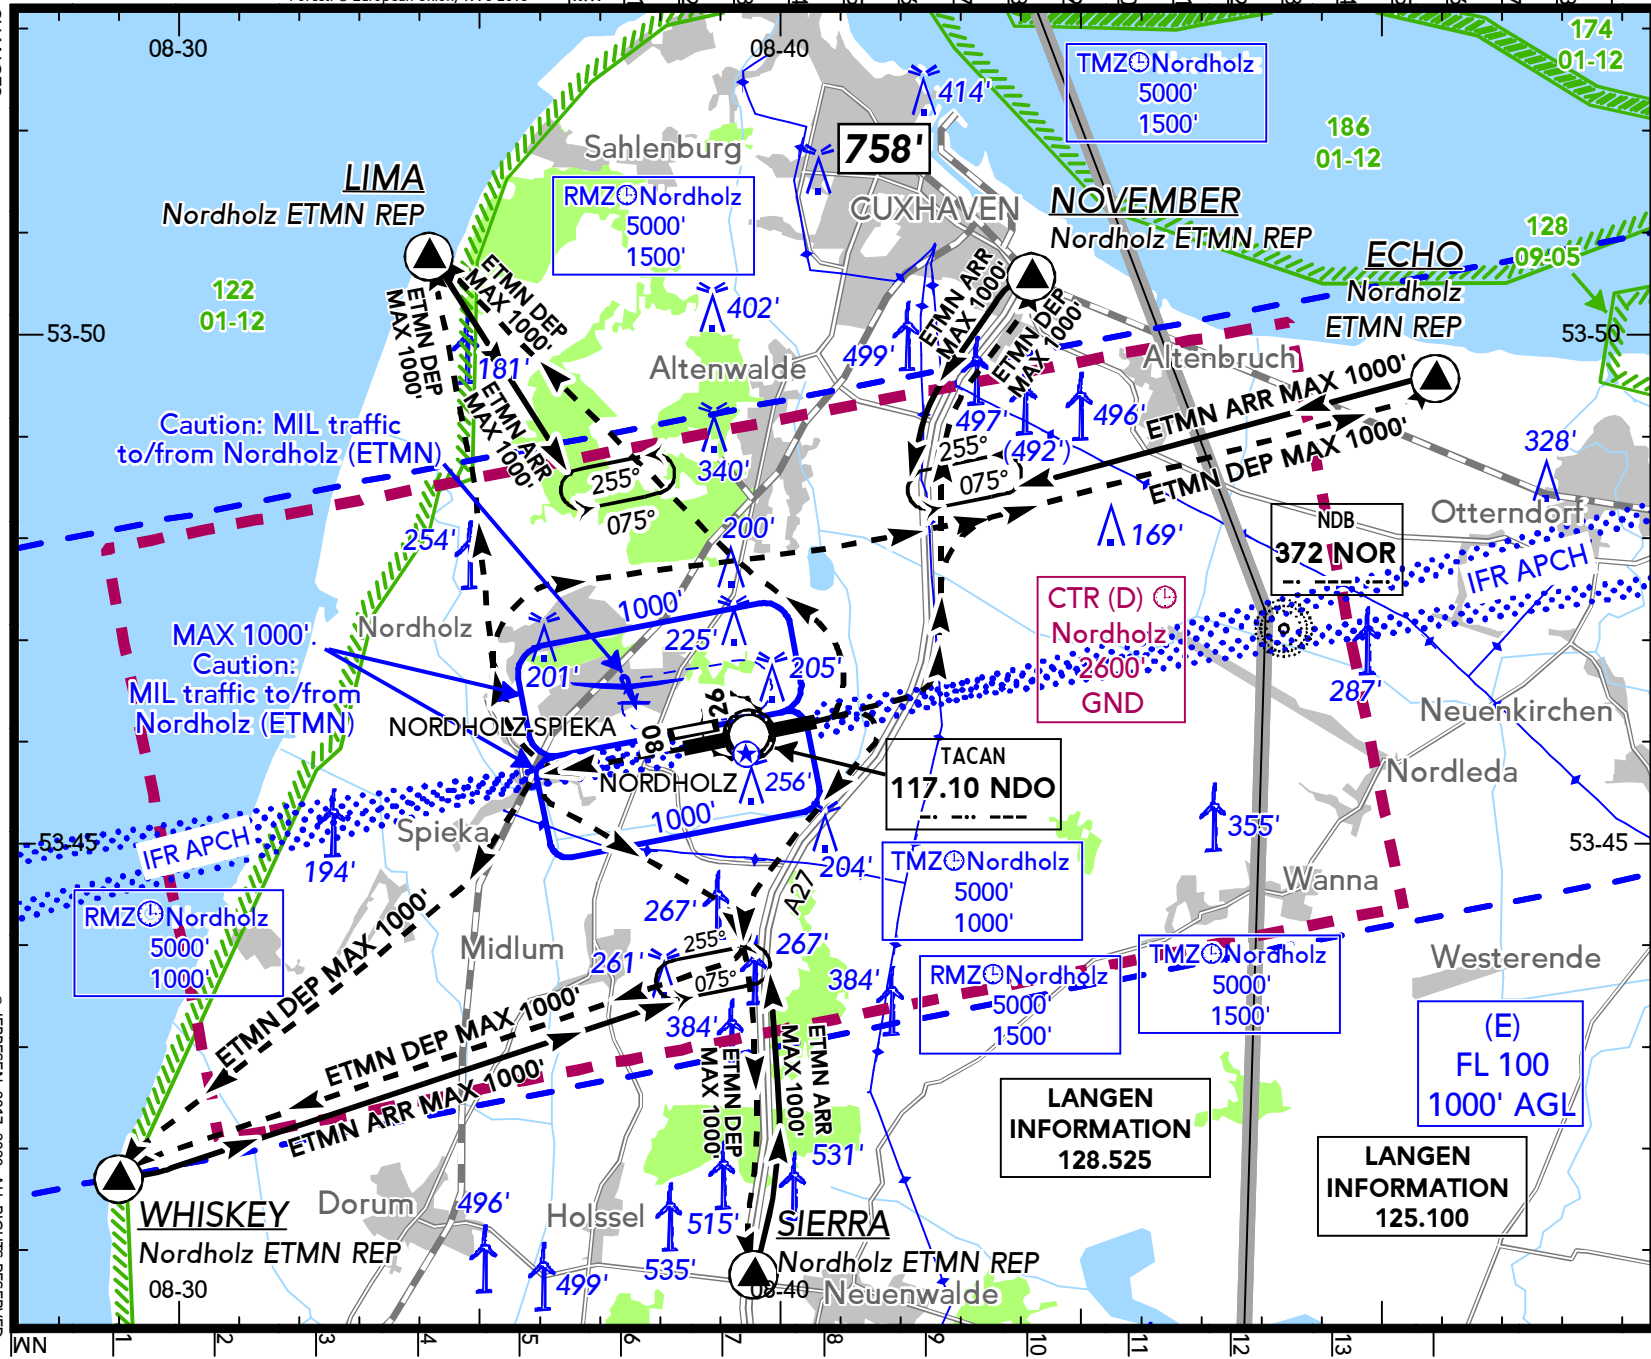 08-30
08-40
174
01-12
TMZ Nordholz
5000'
1500'
414'
186
01-12
758'
Sahlenburg
LIMA
Nordholz ETMN REP
RMZ Nordholz
5000'
1500'
CUXHAVEN
NOVEMBER
Nordholz ETMN REP
128
09-05
ECHO
Nordholz
ETMN REP
122
01-12
ETMN DEP
MAX 1000'
ETMN DEP
MAX 1000'
ETMN ARR
MAX 1000'
ETMN DEP
MAX 1000'
402'
53-50
53-50
499'
181'
Altenwalde
Altenbruch
ETMN ARR
MAX 1000'
497'
496'
(492')
ETMN ARR MAX 1000'
ETMN DEP MAX 1000'
Caution: MIL traffic
to/from Nordholz (ETMN)
340'
328'
255°
075°
255°
075°
Otterndorf
NDB
372 NOR
169'
200'
254'
IFR APCH
CTR (D)
Nordholz
2600'
GND
1000'
Nordholz
225'
201'
205'
MAX 1000'
Caution:
MIL traffic to/from
Nordholz (ETMN)
287'
Neuenkirchen
NORDHOLZ-SPIEKA
08
26
NORDHOLZ
256'
TACAN
117.10 NDO
Nordleda
1000'
Spieka
IFR APCH
194'
204'
355'
53-45
53-45
TMZ Nordholz
5000'
1000'
A27
Wanna
RMZ Nordholz
5000'
1000'
267'
Midlum
261'
255°
075°
267'
384'
384'
RMZ Nordholz
5000'
1500'
TMZ Nordholz
5000'
1500'
Westerende
ETMN DEP MAX 1000'
ETMN DEP MAX 1000'
ETMN ARR MAX 1000'
ETMN DEP
MAX 1000'
ETMN ARR
MAX 1000'
(E)
FL 100
1000' AGL
LANGEN
INFORMATION
128.525
LANGEN
INFORMATION
125.100
531'
515'
535'
496'
499'
WHISKEY
Nordholz ETMN REP
Dorum
Holssel
SIERRA
Nordholz ETMN REP
Neuenwalde
08-30
08-40
NM
1
2
3
4
5
6
7
8
9
10
11
12
13